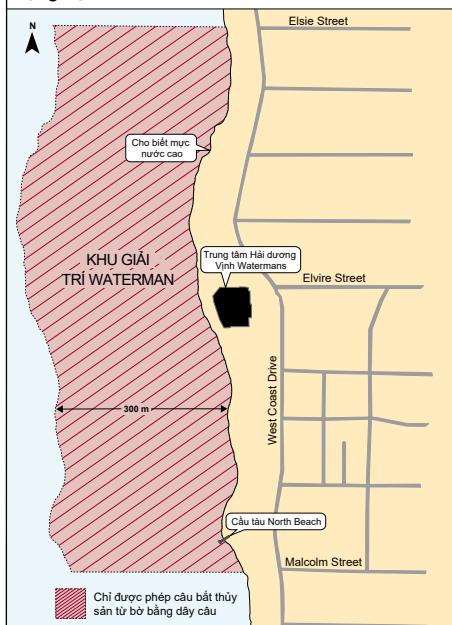 N
Elsie Street
Cho biết mực
nước cao
KHU GIẢI
TRÍ WATERMAN
Trung tâm Hải dương
Vịnh Watermans
Elvire Street
300 m
West Coast Drive
Cầu tàu North Beach
Malcolm Street
Chỉ được phép câu bắt thủy
sản từ bờ bằng dây câu